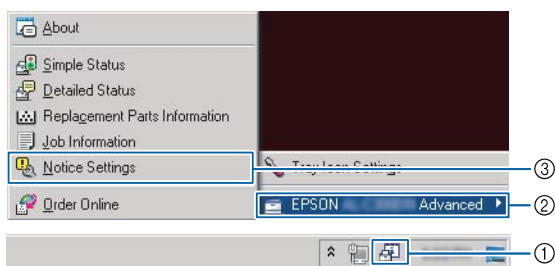 About
Simple Status
Detailed Status
Replacement Parts Information
Job Information
Notice Settings
Tray Icon Settings
③
Order Online
EPSON Advanced
②
①